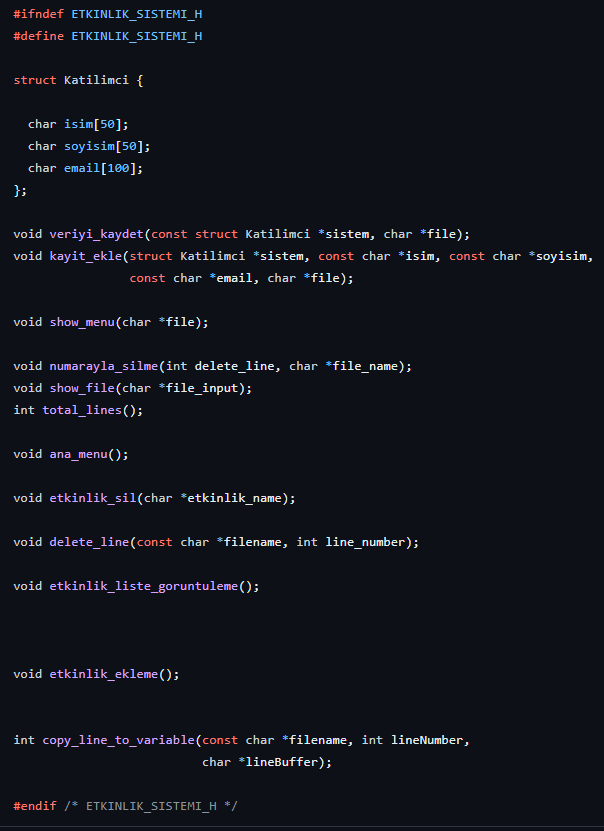 #ifndef ETKINLIK_SISTEMI_H
#define ETKINLIK_SISTEMI_H
struct Katilimci {
char isim[50];
char soyisim[50];
char email[100];
};
void veriyi_kaydet(const struct Katilimci *sistem, char *file);
void kayit_ekle(struct Katilimci *sistem, const char *isim, const char *soyisim,
const char *email, char *file);
void show_menu(char *file);
void numarayla_silme(int delete_line, char *file_name);
void show_file(char *file_input);
int total_lines();
void ana_menu();
void etkinlik_sil(char *etkinlik_name);
void delete_line(const char *filename, int line_number);
void etkinlik_liste_goruntuleme();
void etkinlik_ekleme();
int copy_line_to_variable(const char *filename, int lineNumber,
char *lineBuffer);
#endif /* ETKINLIK_SISTEMI_H */